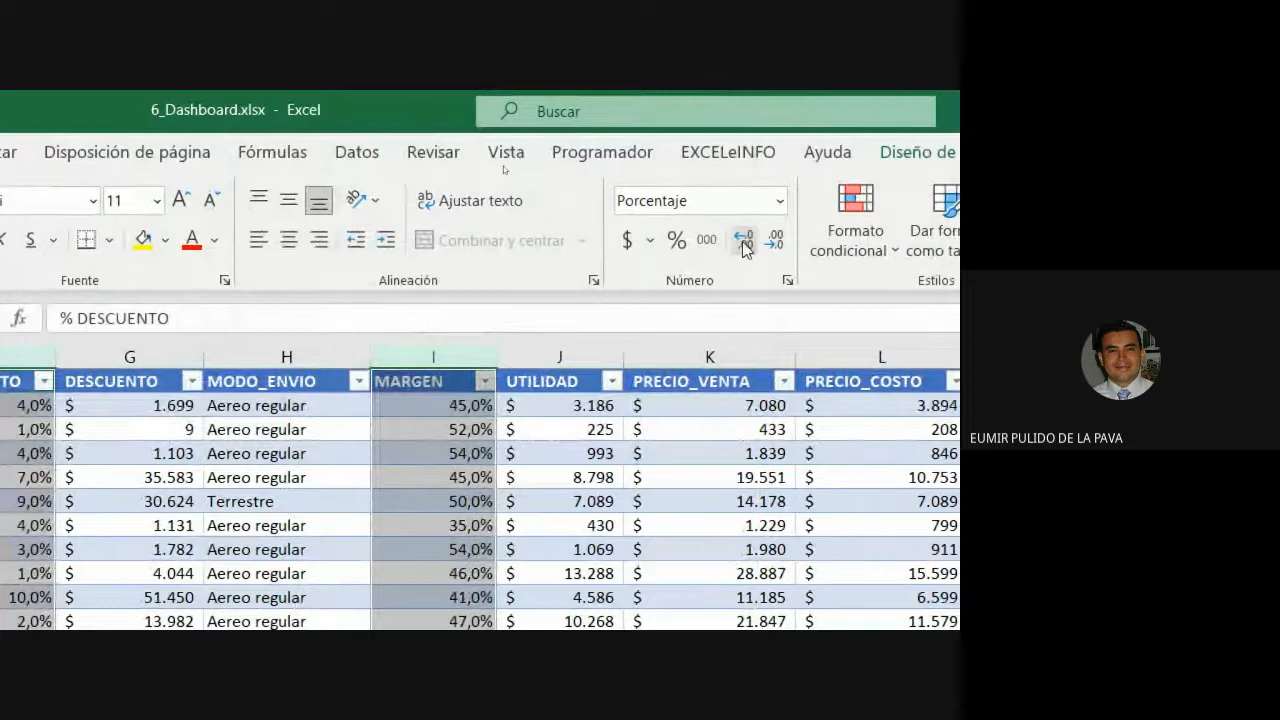 6_Dashboard.xlsx - Excel
Buscar
ar Disposición de página Fórmulas Datos Revisar Vista Programador EXCELeINFO Ayuda Diseño de
11 A A ab Ajustar texto Porcentaje
S A Combinar y centrar $ % 000 ,00 ,00 →,0
Formato condicional
Dar for como ta
Fuente Alineación Número Estilos
fx % DESCUENTO
G H I J K L
TO DESCUENTO MODO_ENVIO MARGEN UTILIDAD PRECIO_VENTA PRECIO_COSTO
4,0% $ 1.699 Aereo regular 45,0% $ 3.186 $ 7.080 $ 3.894
1,0% $ 9 Aereo regular 52,0% $ 225 $ 433 $ 208
4,0% $ 1.103 Aereo regular 54,0% $ 993 $ 1.839 $ 846
7,0% $ 35.583 Aereo regular 45,0% $ 8.798 $ 19.551 $ 10.753
9,0% $ 30.624 Terrestre 50,0% $ 7.089 $ 14.178 $ 7.089
4,0% $ 1.131 Aereo regular 35,0% $ 430 $ 1.229 $ 799
3,0% $ 1.782 Aereo regular 54,0% $ 1.069 $ 1.980 $ 911
1,0% $ 4.044 Aereo regular 46,0% $ 13.288 $ 28.887 $ 15.599
10,0% $ 51.450 Aereo regular 41,0% $ 4.586 $ 11.185 $ 6.599
2,0% $ 13.982 Aereo regular 47,0% $ 10.268 $ 21.847 $ 11.579
EUMIR PULIDO DE LA PAVA